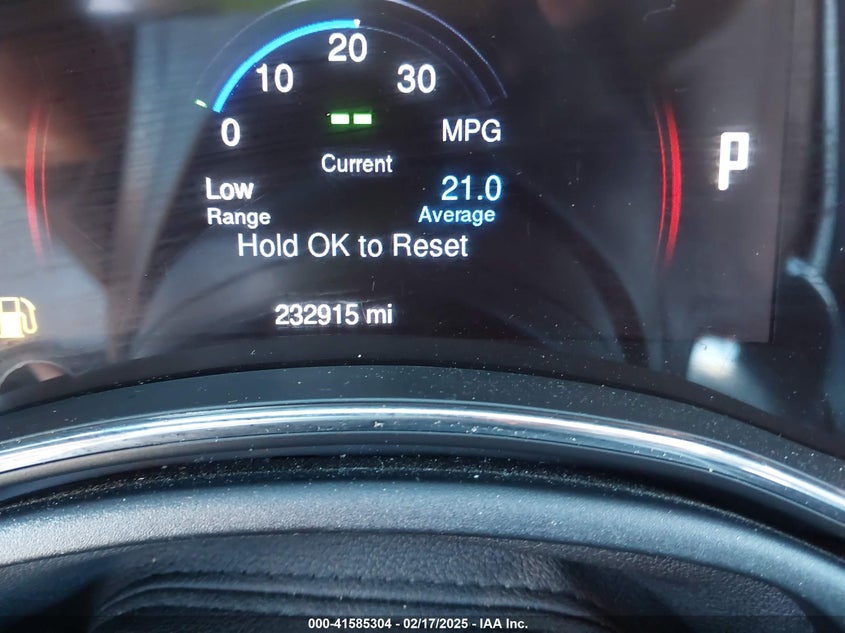 20
10 30
0 MPG
Current
Low 21.0
Range Average
Hold OK to Reset
P
232915 mi
000-41585304 - 02/17/2025 - IAA Inc.